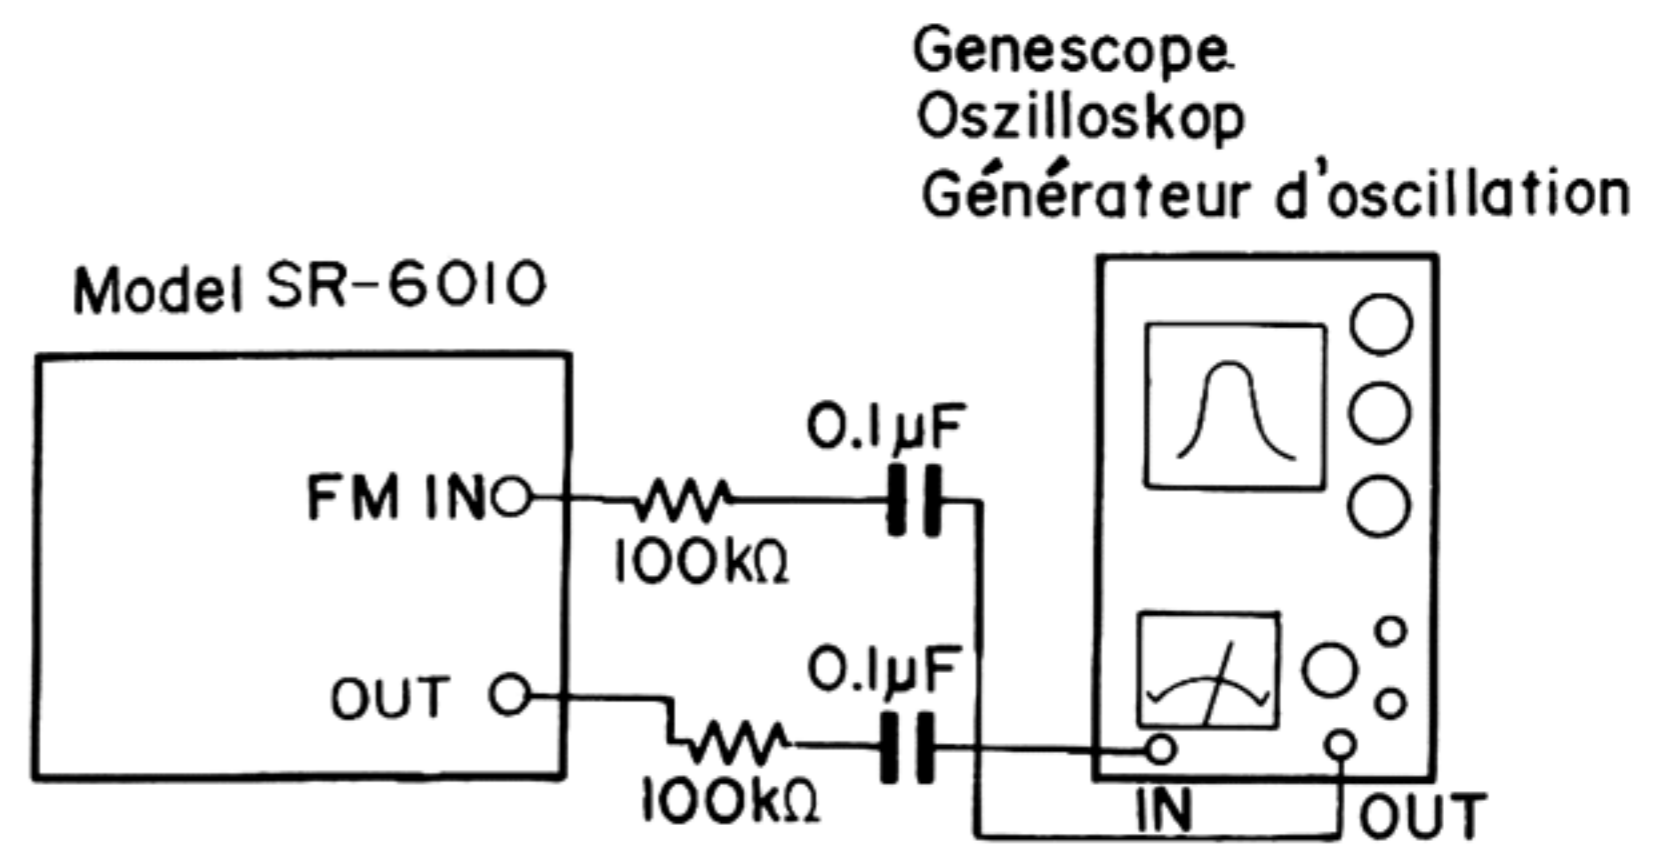 Genescope
Oszilloskop
Générateur d'oscillation
Model SR-6010
0.1µF
FM IN
100kΩ
0.1µF
OUT
100kΩ
IN
OUT